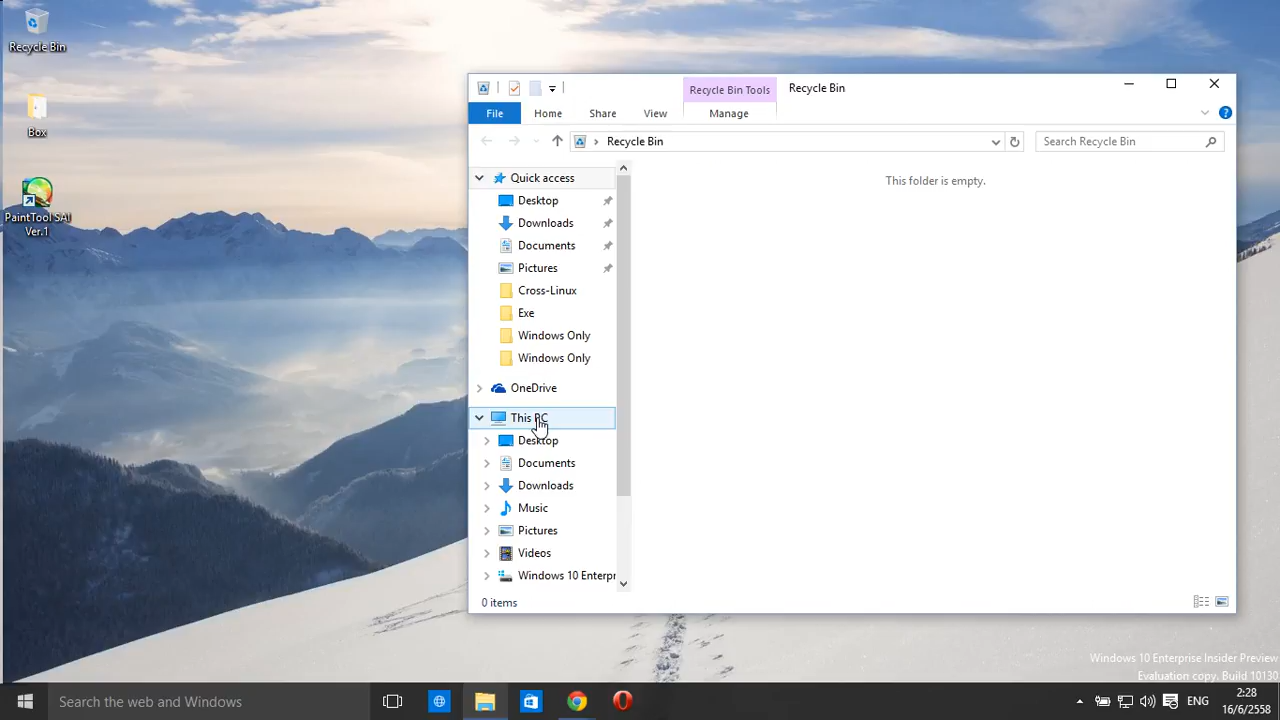 Recycle Bin
Box
PaintTool SAI
Ver.1
Recycle Bin Tools
Recycle Bin
File
Home
Share
View
Manage
Recycle Bin
Search Recycle Bin
Quick access
Desktop
Downloads
Documents
Pictures
Cross-Linux
Exe
Windows Only
Windows Only
OneDrive
This PC
Desktop
Documents
Downloads
Music
Pictures
Videos
Windows 10 Enterpr
This folder is empty.
0 items
Windows 10 Enterprise Insider Preview
Evaluation copy. Build 10130
Search the web and Windows
ENG
2:28
16/6/2558